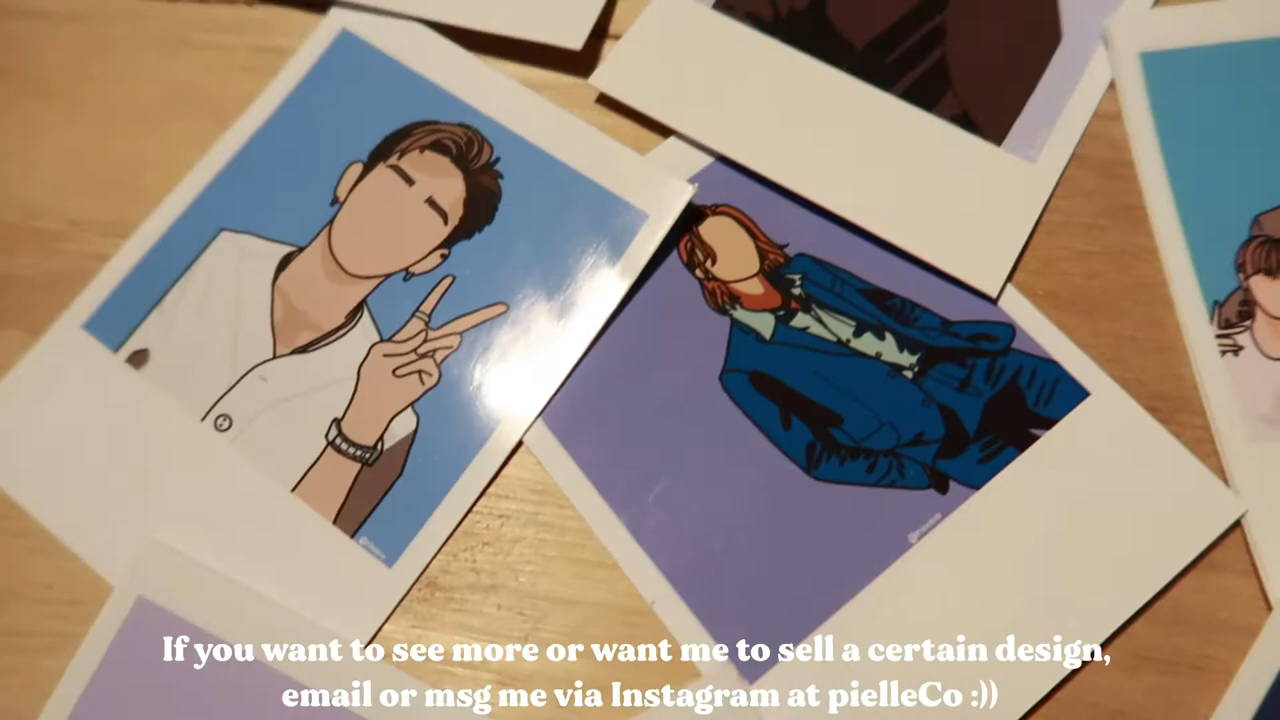 If you want to see more or want me to sell a certain design,
email or msg me via Instagram at pielleCo :))